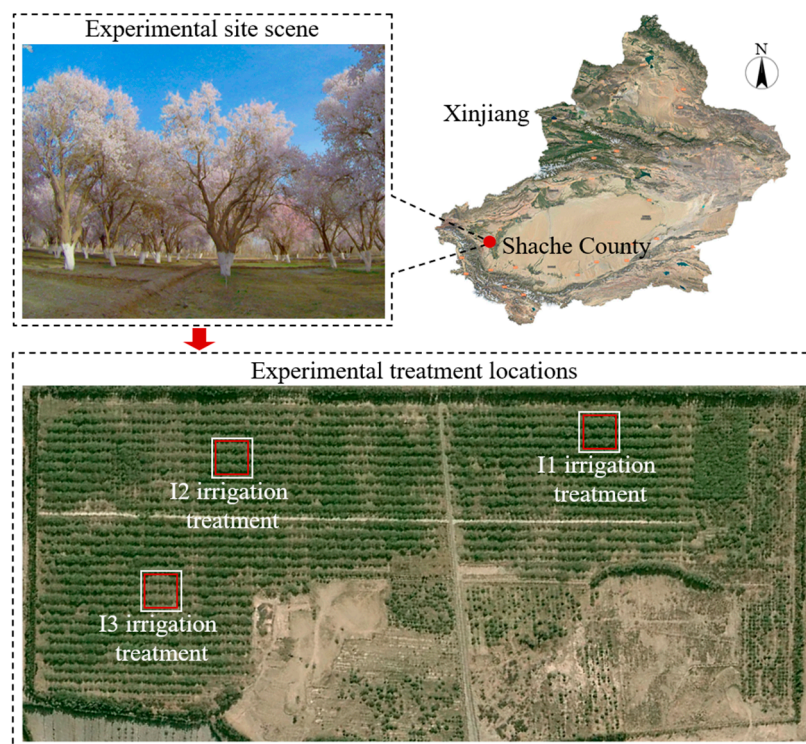 Experimental site scene
N
Xinjiang
Shache County
Experimental treatment locations
I1 irrigation
treatment
I2 irrigation
treatment
I3 irrigation
treatment